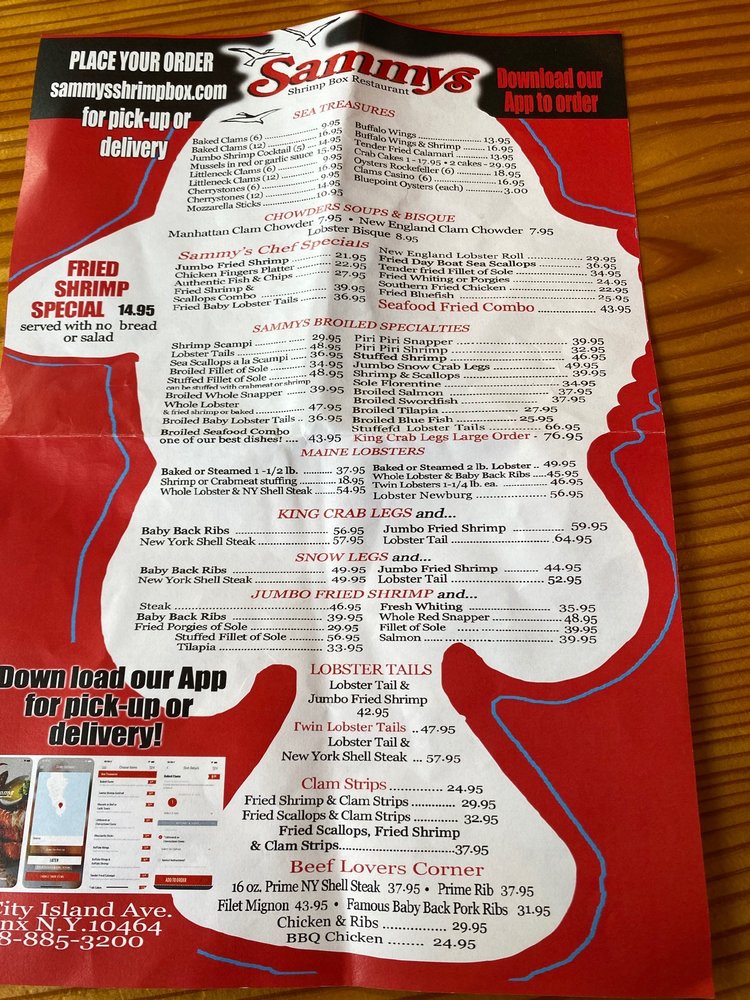 PLACE YOUR ORDER
sammysshrimpbox.com
for pick-up or
delivery
Sammys
Shrimp Box Restaurant
Download our
App to order
SEA TREASURES
Baked Clams (6) 9.95
Baked Clams (12) 16.95
Jumbo Shrimp Cocktail (5) 14.95
Mussels in red or garlic sauce 15.95
Littleneck Clams (6) 9.95
Littleneck Clams (12) 16.95
Cherrystones (6) 9.95
Cherrystones (12) 14.95
Mozzarella Sticks 10.95
Buffalo Wings 13.95
Buffalo Wings & Shrimp 16.95
Tender Fried Calamari 13.95
Crab Cakes 1 - 17.95 • 2 cakes - 29.95
Oysters Rockefeller (6) 18.95
Clams Casino (6) 16.95
Bluepoint Oysters (each) 3.00
CHOWDERS SOUPS & BISQUE
Manhattan Clam Chowder 7.95 • New England Clam Chowder 7.95
Lobster Bisque 8.95
FRIED
SHRIMP
SPECIAL 14.95
served with no bread
or salad
Sammy's Chef Specials
Jumbo Fried Shrimp 21.95
Chicken Fingers Platter 22.95
Authentic Fish & Chips 27.95
Fried Shrimp &
Scallops Combo 39.95
Fried Baby Lobster Tails 36.95
New England Lobster Roll 29.95
Fried Day Boat Sea Scallops 36.95
Tender fried Fillet of Sole 34.95
Fried Whiting or Porgies 24.95
Southern Fried Chicken 22.95
Fried Bluefish 25.95
Seafood Fried Combo 43.95
SAMMYS BROILED SPECIALTIES
Shrimp Scampi 29.95
Lobster Tails 48.95
Sea Scallops a la Scampi 36.95
Broiled Fillet of Sole 34.95
Stuffed Fillet of Sole 48.95
can be stuffed with crabmeat or shrimp
Broiled Whole Snapper 39.95
Whole Lobster
& fried shrimp or baked 47.95
Broiled Baby Lobster Tails 36.95
Broiled Seafood Combo
one of our best dishes! .... 43.95
Piri Piri Snapper 39.95
Piri Piri Shrimp 32.95
Stuffed Shrimp 46.95
Jumbo Snow Crab Legs 49.95
Shrimp & Scallops 39.95
Sole Florentine 34.95
Broiled Salmon 37.95
Broiled Swordfish 37.95
Broiled Tilapia 27.95
Broiled Blue Fish 25.95
Stuffefd Lobster Tails 66.95
King Crab Legs Large Order - 76.95
MAINE LOBSTERS
Baked or Steamed 1 -1/2 lb. 37.95
Shrimp or Crabmeat stuffing 18.95
Whole Lobster & NY Shell Steak 54.95
Baked or Steamed 2 lb. Lobster 49.95
Whole Lobster & Baby Back Ribs 45.95
Twin Lobsters 1-1/4 lb. ea. 46.95
Lobster Newburg 56.95
KING CRAB LEGS and...
Baby Back Ribs 56.95
New York Shell Steak 57.95
Jumbo Fried Shrimp 59.95
Lobster Tail 64.95
SNOW LEGS and...
Baby Back Ribs 49.95
New York Shell Steak 49.95
Jumbo Fried Shrimp 44.95
Lobster Tail 52.95
JUMBO FRIED SHRIMP and...
Steak 46.95
Baby Back Ribs 39.95
Fried Porgies of Sole 29.95
Stuffed Fillet of Sole 56.95
Tilapia 33.95
Fresh Whiting 35.95
Whole Red Snapper 48.95
Fillet of Sole 39.95
Salmon 39.95
Down load our App
for pick-up or
delivery!
LOBSTER TAILS
Lobster Tail &
Jumbo Fried Shrimp
42.95
Twin Lobster Tails 47.95
Lobster Tail &
New York Shell Steak 57.95
Clam Strips 24.95
Fried Shrimp & Clam Strips 29.95
Fried Scallops & Clam Strips 32.95
Fried Scallops, Fried Shrimp
& Clam Strips 37.95
Beef Lovers Corner
16 oz. Prime NY Shell Steak 37.95 • Prime Rib 37.95
Filet Mignon 43.95 • Famous Baby Back Pork Ribs 31.95
Chicken & Ribs 29.95
BBQ Chicken 24.95
LATER
ADD TO ORDER
City Island Ave.
nx N.Y.10464
8-885-3200